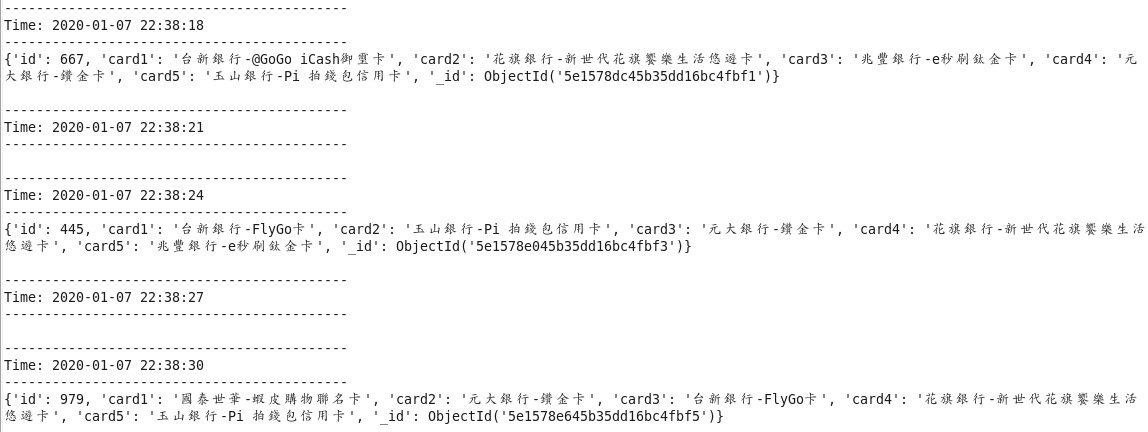 -------------------------------------------
Time: 2020-01-07 22:38:18
-------------------------------------------
{'id': 667, 'card1': '台新銀行-@GoGo iCash御璽卡', 'card2': '花旗銀行-新世代花旗饗樂生活悠遊卡', 'card3': '兆豐銀行-e秒刷鈦金卡', 'card4': '元
大銀行-鑽金卡', 'card5': '玉山銀行-Pi 拍錢包信用卡', '_id': ObjectId('5e1578dc45b35dd16bc4fbf1')}
-------------------------------------------
Time: 2020-01-07 22:38:21
-------------------------------------------
-------------------------------------------
Time: 2020-01-07 22:38:24
-------------------------------------------
{'id': 445, 'card1': '台新銀行-FlyGo卡', 'card2': '玉山銀行-Pi 拍錢包信用卡', 'card3': '元大銀行-鑽金卡', 'card4': '花旗銀行-新世代花旗饗樂生活
悠遊卡', 'card5': '兆豐銀行-e秒刷鈦金卡', '_id': ObjectId('5e1578e045b35dd16bc4fbf3')}
-------------------------------------------
Time: 2020-01-07 22:38:27
-------------------------------------------
-------------------------------------------
Time: 2020-01-07 22:38:30
-------------------------------------------
{'id': 979, 'card1': '國泰世華-蝦皮購物聯名卡', 'card2': '元大銀行-鑽金卡', 'card3': '台新銀行-FlyGo卡', 'card4': '花旗銀行-新世代花旗饗樂生活
悠遊卡', 'card5': '玉山銀行-Pi 拍錢包信用卡', '_id': ObjectId('5e1578e645b35dd16bc4fbf5')}